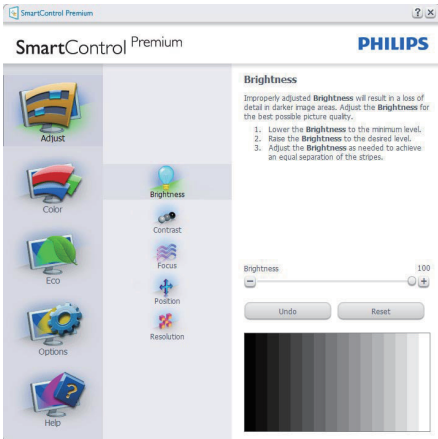 SmartControl Premium
? ×
SmartControl Premium
PHILIPS
Adjust
Color
Eco
Options
Help
Brightness
Contrast
Focus
Position
Resolution
Brightness
Improperly adjusted Brightness will result in a loss of
detail in darker image areas. Adjust the Brightness for
the best possible picture quality.
1. Lower the Brightness to the minimum level.
2. Raise the Brightness to the desired level.
3. Adjust the Brightness as needed to achieve
an equal separation of the stripes.
Brightness 100
Undo
Reset